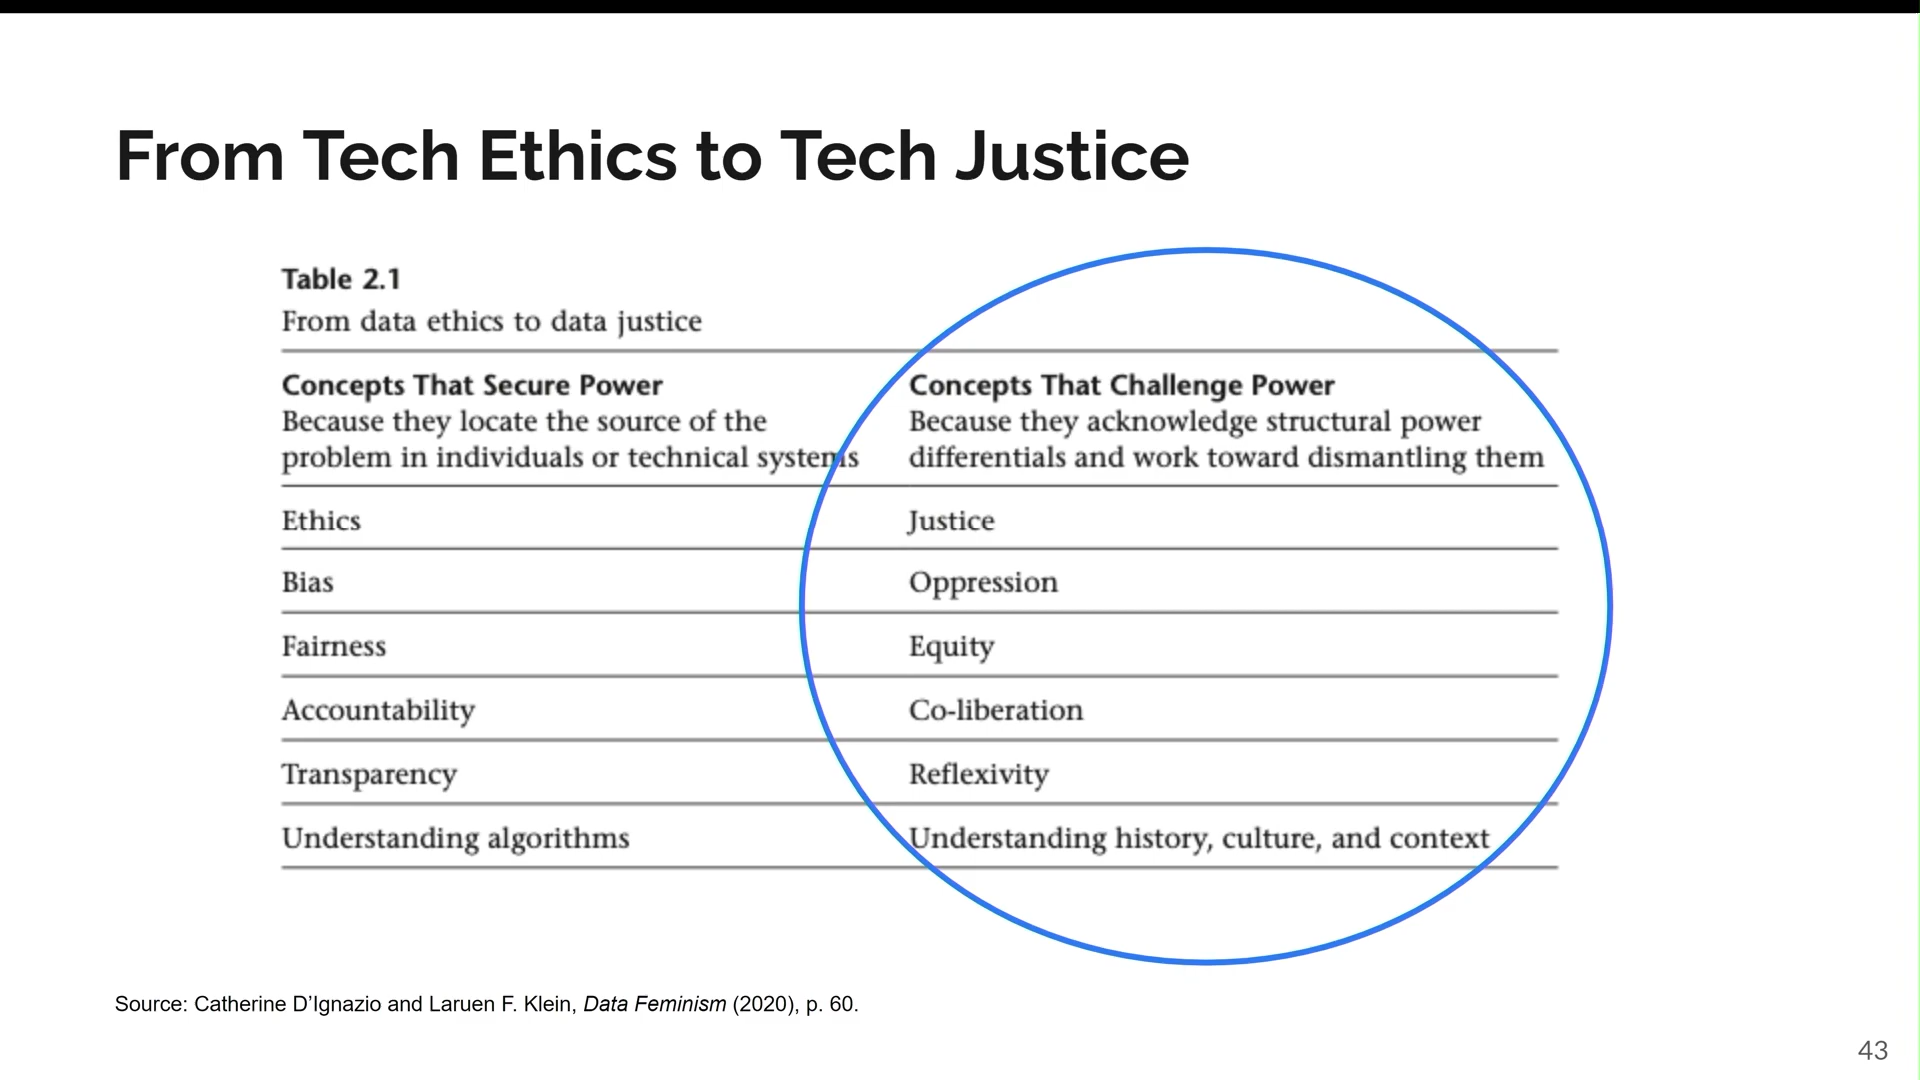 From Tech Ethics to Tech Justice
Table 2.1
From data ethics to data justice
Concepts That Secure Power
Because they locate the source of the
problem in individuals or technical systems
Concepts That Challenge Power
Because they acknowledge structural power
differentials and work toward dismantling them
Ethics
Justice
Bias
Oppression
Fairness
Equity
Accountability
Co-liberation
Transparency
Reflexivity
Understanding algorithms
Understanding history, culture, and context
Source: Catherine D’Ignazio and Laruen F. Klein, Data Feminism (2020), p. 60.
43